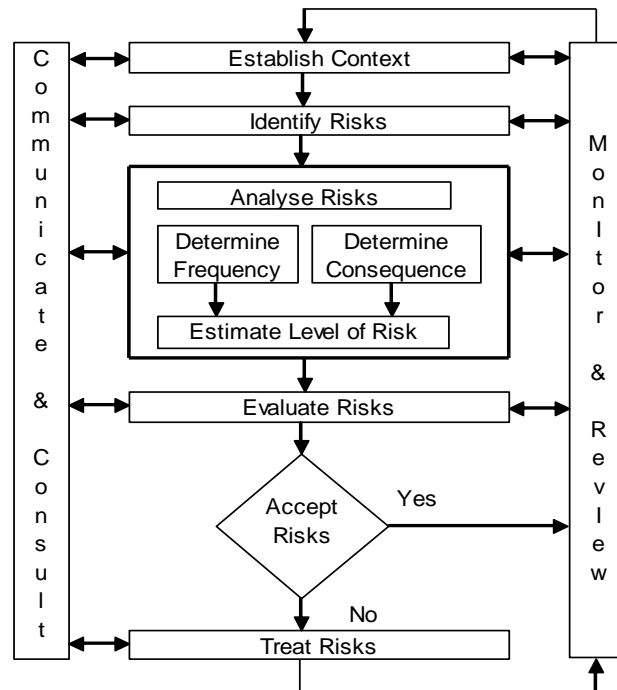 Communicate & Consult
Establish Context
Identify Risks
Analyse Risks
Determine
Frequency
Determine
Consequence
Estimate Level of Risk
Evaluate Risks
Accept
Risks
Yes
No
Treat Risks
MonItor & RevIew